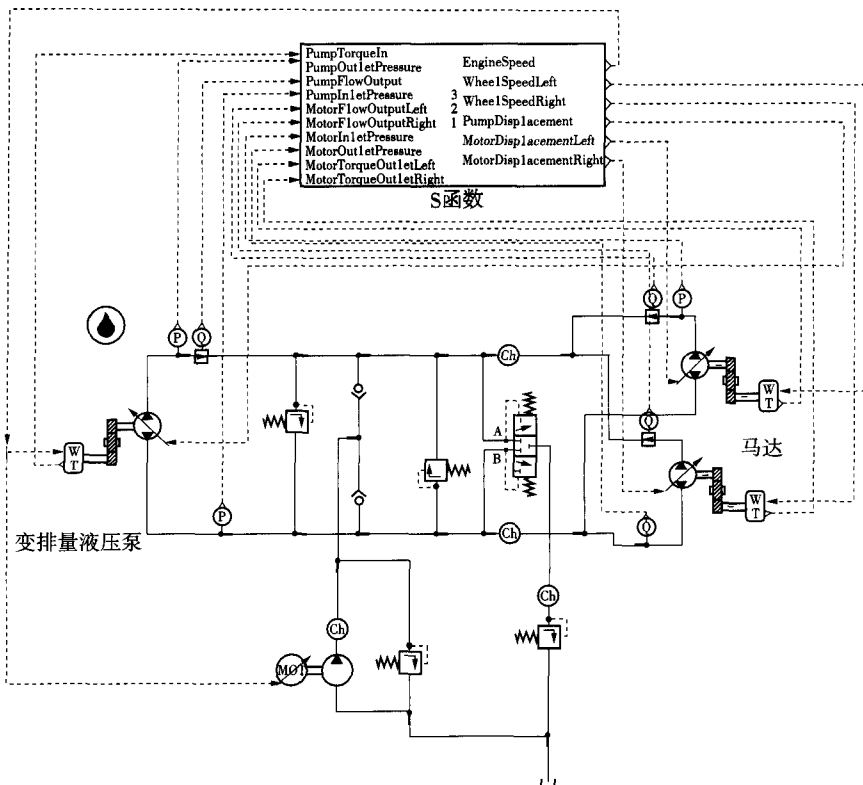 PumpTorqueIn
PumpOutletPressure
PumpFlowOutput
PumpInletPressure
MotorFlowOutputLeft
MotorFlowOutputRight
MotorInletPressure
MotorOutletPressure
MotorTorqueOutletLeft
MotorTorqueOutletRight
3
2
1
EngineSpeed
WheelSpeedLeft
WheelSpeedRight
PumpDisplacement
MotorDisplacementLeft
MotorDisplacementRight
S函数
Q
P
P
Q
Ch
W
T
A
Q
马达
W
T
B
P
Q
W
T
变排量液压泵
Ch
Ch
Ch
MOT